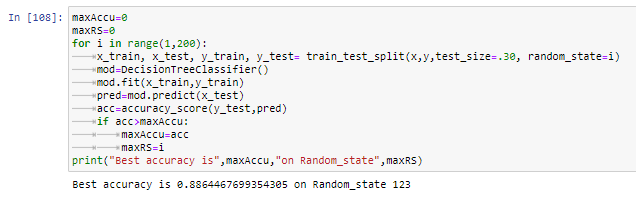 In [108]: maxAccu=0
maxRS=0
for i in range(1,200):
x_train, x_test, y_train, y_test= train_test_split(x,y,test_size=.30, random_state=i)
mod=DecisionTreeClassifier()
mod.fit(x_train,y_train)
pred=mod.predict(x_test)
acc=accuracy_score(y_test,pred)
if acc>maxAccu:
maxAccu=acc
maxRS=i
print("Best accuracy is",maxAccu,"on Random_state",maxRS)
Best accuracy is 0.8864467699354305 on Random_state 123